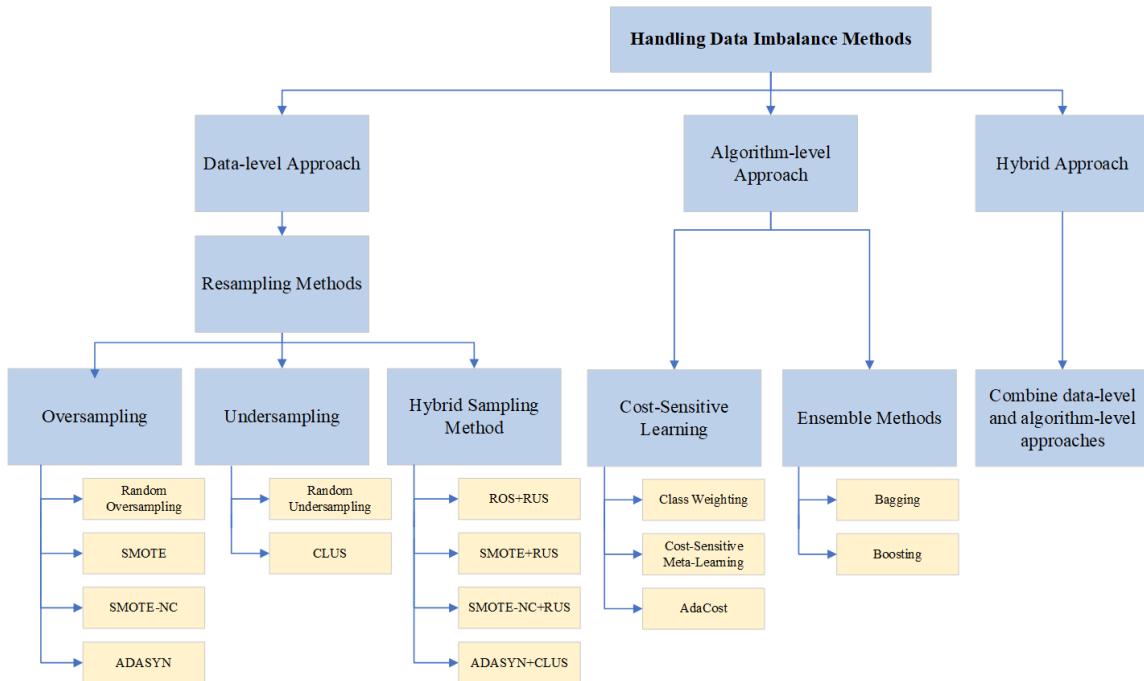 Handling Data Imbalance Methods
Data-level Approach
Algorithm-level
Approach
Hybrid Approach
Resampling Methods
Oversampling
Undersampling
Hybrid Sampling
Method
Cost-Sensitive
Learning
Ensemble Methods
Combine data-level
and algorithm-level
approaches
Random
Oversampling
SMOTE
SMOTE-NC
ADASYN
Random
Undersampling
CLUS
ROS+RUS
SMOTE+RUS
SMOTE-NC+RUS
ADASYN+CLUS
Class Weighting
Cost-Sensitive
Meta-Learning
AdaCost
Bagging
Boosting